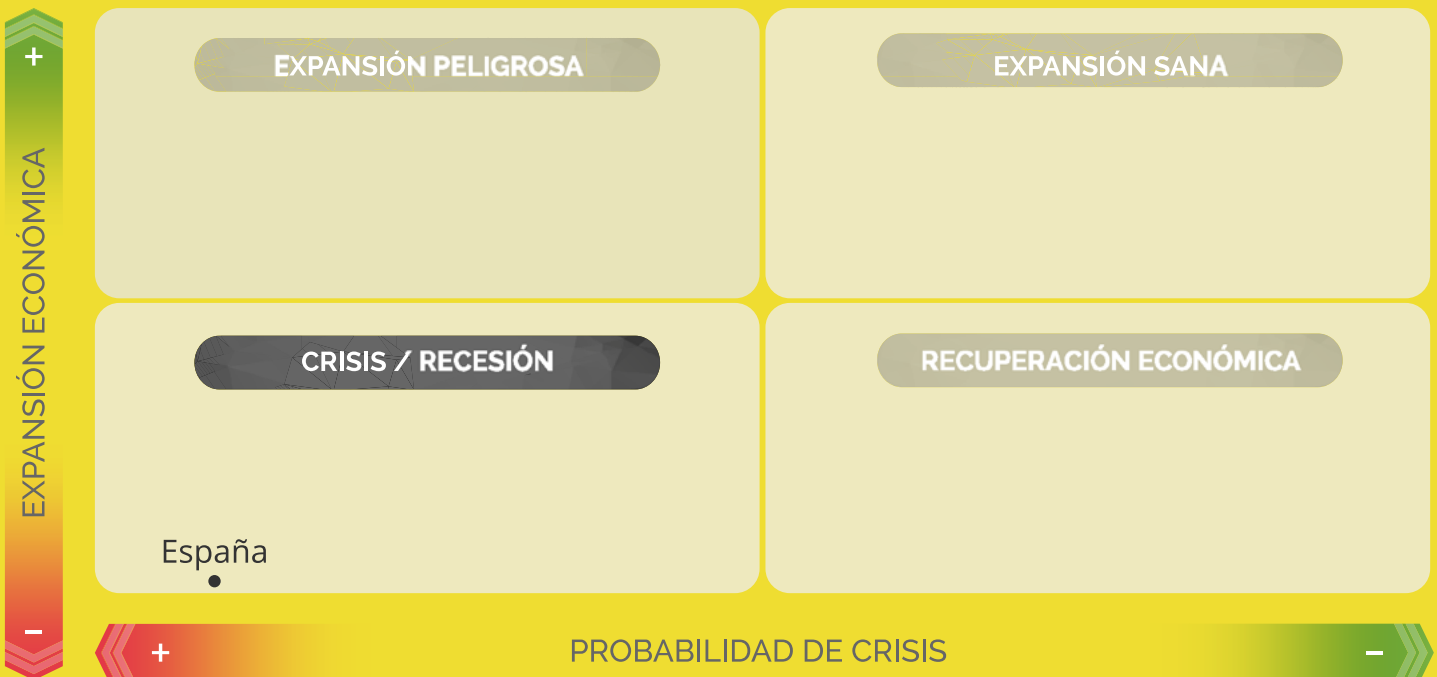 +
EXPANSIÓN ECONÓMICA
−
EXPANSIÓN PELIGROSA
EXPANSIÓN SANA
CRISIS / RECESIÓN
RECUPERACIÓN ECONÓMICA
España
+
PROBABILIDAD DE CRISIS
−